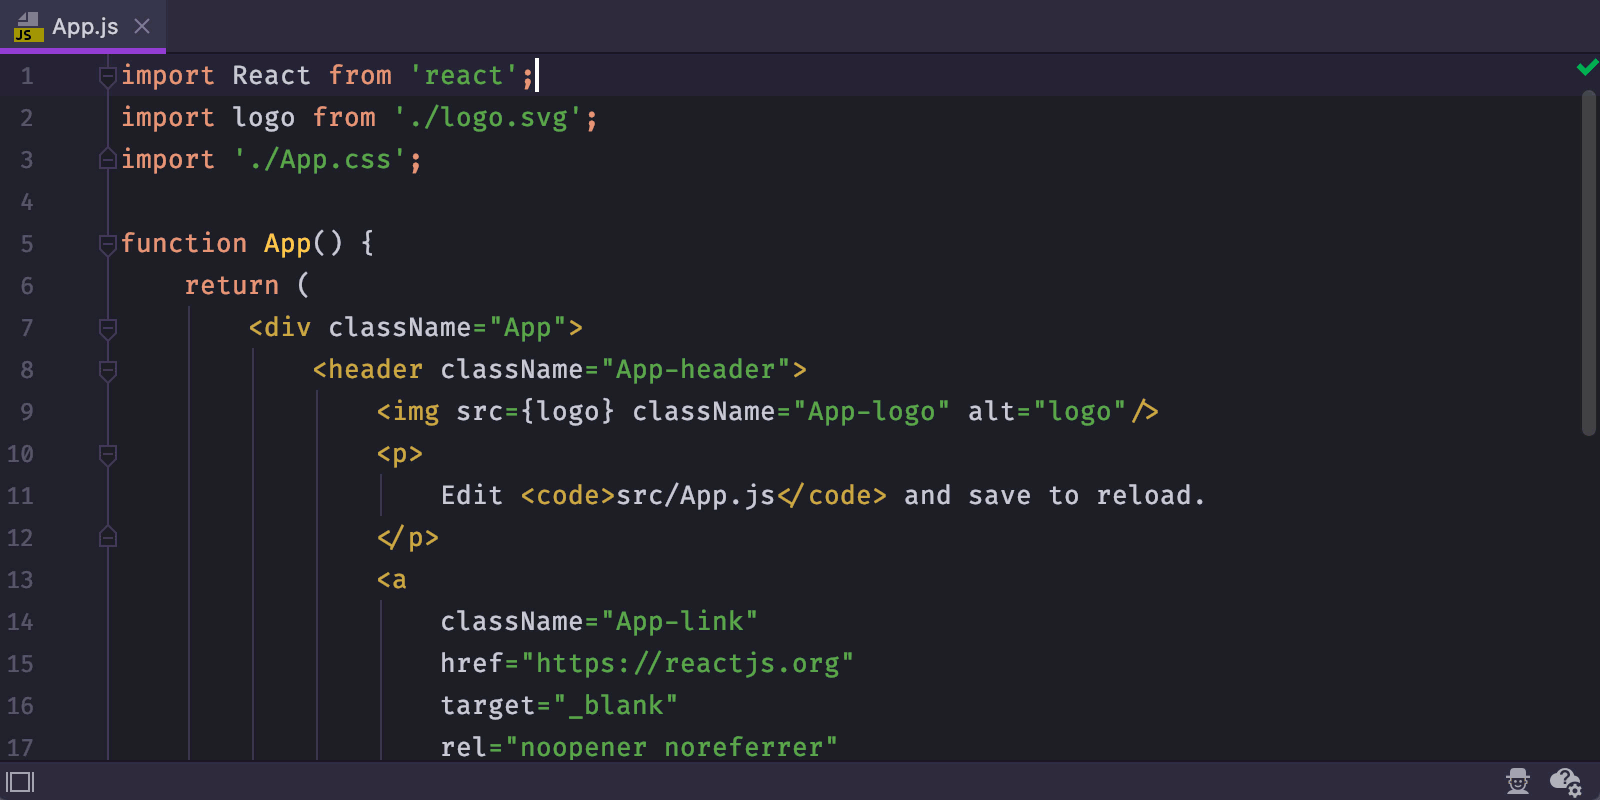 JS App.js
1 import React from 'react';
2 import logo from './logo.svg';
3 import './App.css';
4
5 function App() {
6 return (
7 <div className="App">
8 <header className="App-header">
9 <img src={logo} className="App-logo" alt="logo"/>
10 <p>
11 Edit <code>src/App.js</code> and save to reload.
12 </p>
13 <a
14 className="App-link"
15 href="https://reactjs.org"
16 target="_blank"
17 rel="noopener noreferrer"